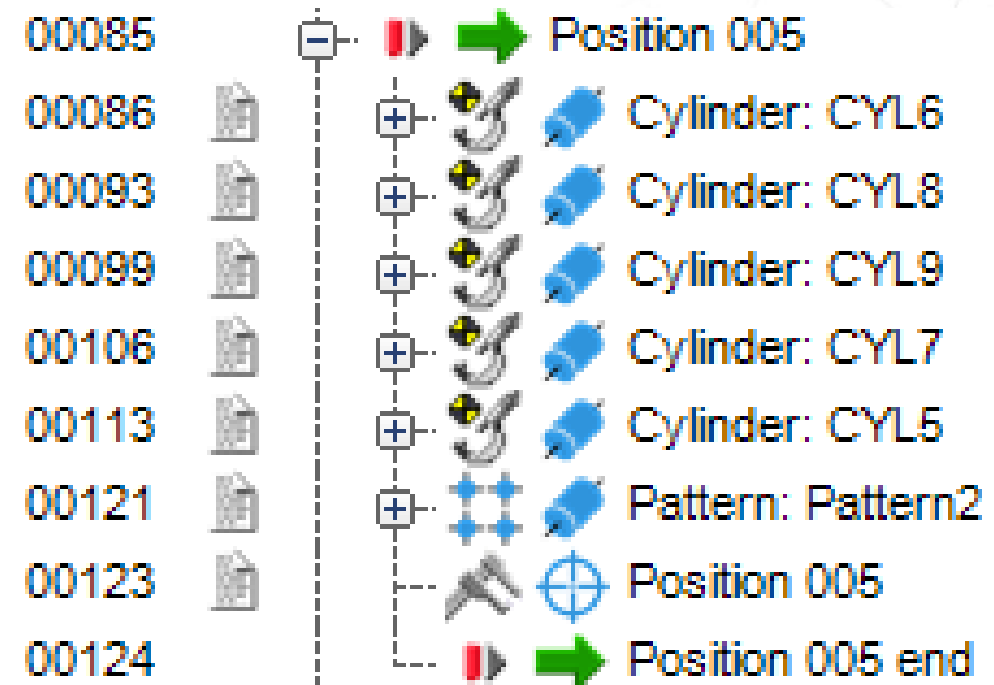 00085 Position 005
00086 Cylinder: CYL6
00093 Cylinder: CYL8
00099 Cylinder: CYL9
00106 Cylinder: CYL7
00113 Cylinder: CYL5
00121 Pattern: Pattern2
00123 Position 005
00124 Position 005 end